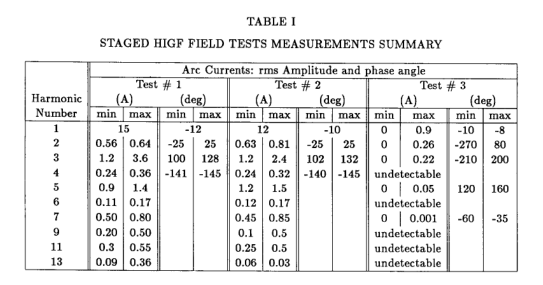 TABLE I
STAGED HIGF FIELD TESTS MEASUREMENTS SUMMARY
Arc Currents: rms Amplitude and phase angle
Test # 1 Test # 2 Test # 3
Harmonic (A) (deg) (A) (deg) (A) (deg)
Number min max min max min max min max min max min max
1 15 -12 12 -10 0 0.9 -10 -8
2 0.56 0.64 -25 25 0.63 0.81 -25 25 0 0.26 -270 80
3 1.2 3.6 100 128 1.2 2.4 102 132 0 0.22 -210 200
4 0.24 0.36 -141 -145 0.24 0.32 -140 -145 undetectable
5 0.9 1.4 1.2 1.5 0 0.05 120 160
6 0.11 0.17 0.12 0.17 undetectable
7 0.50 0.80 0.45 0.85 0 0.001 -60 -35
9 0.20 0.50 0.1 0.5 undetectable
11 0.3 0.55 0.25 0.5 undetectable
13 0.09 0.36 0.06 0.03 undetectable